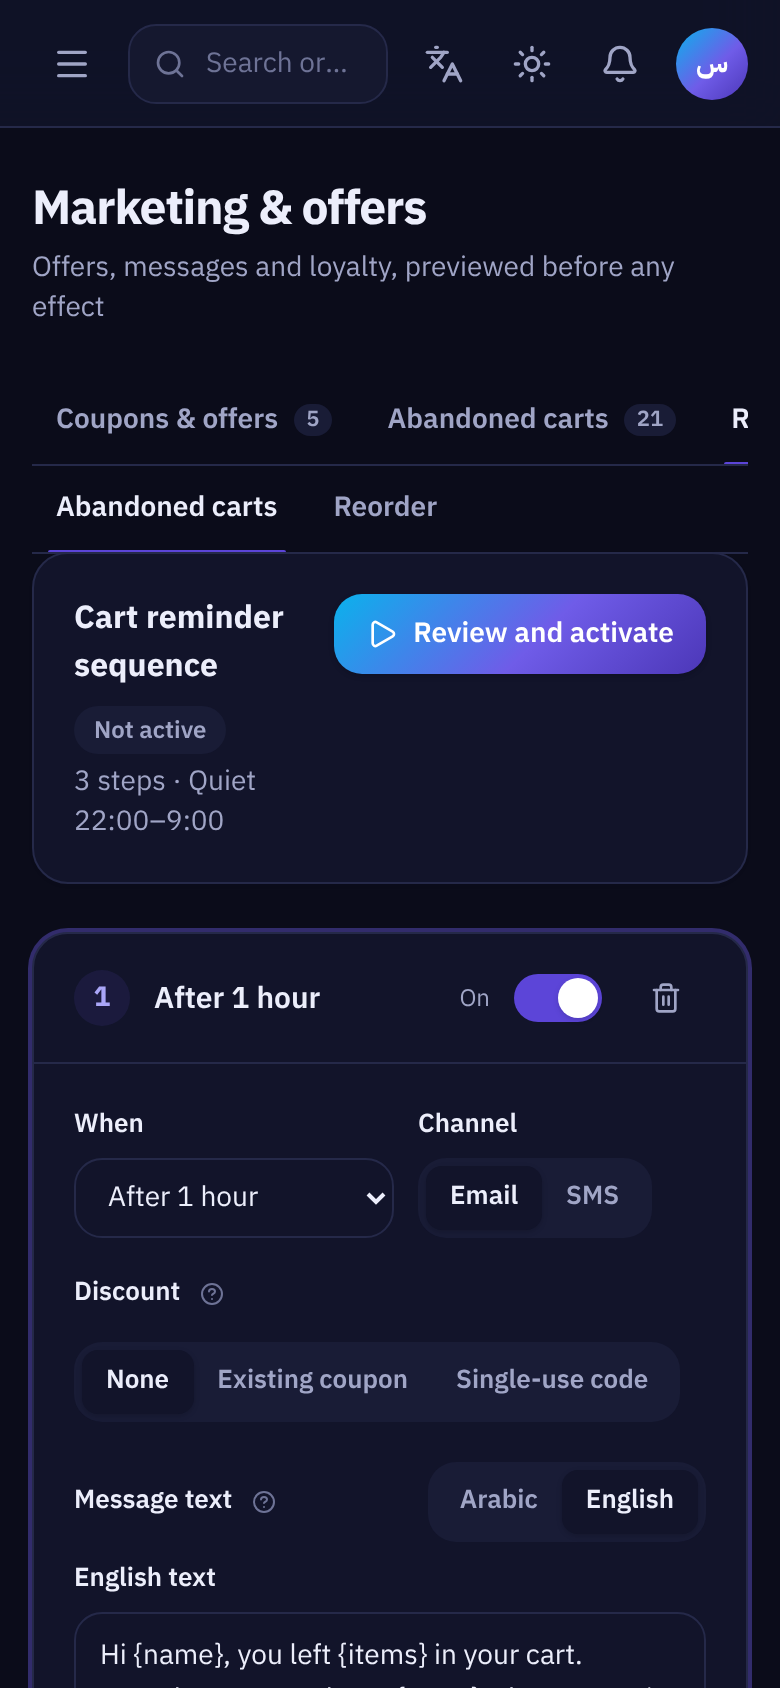 Search or...
س
Marketing & offers
Offers, messages and loyalty, previewed before any
effect
Coupons & offers 5 Abandoned carts 21 R
Abandoned carts Reorder
Cart reminder
sequence
Review and activate
Not active
3 steps · Quiet
22:00–9:00
1 After 1 hour On
When Channel
After 1 hour Email SMS
Discount
None Existing coupon Single-use code
Message text Arabic English
English text
Hi {name}, you left {items} in your cart.